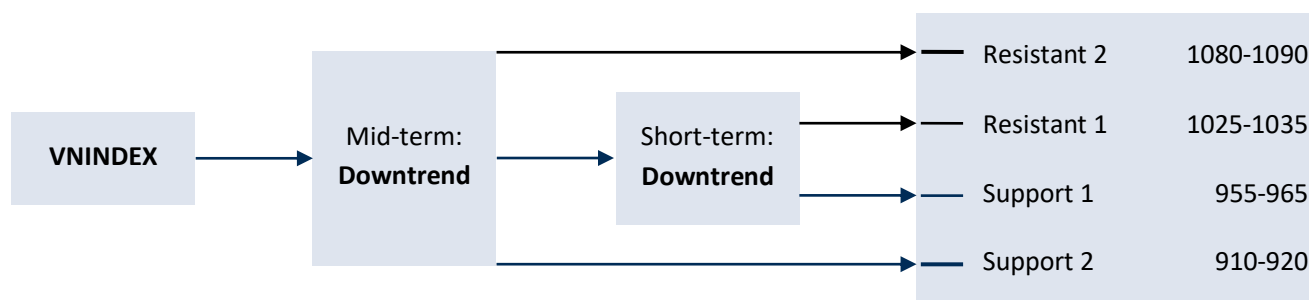 VNINDEX
Mid-term:
Downtrend
Short-term:
Downtrend
Resistant 2 1080-1090
Resistant 1 1025-1035
Support 1 955-965
Support 2 910-920